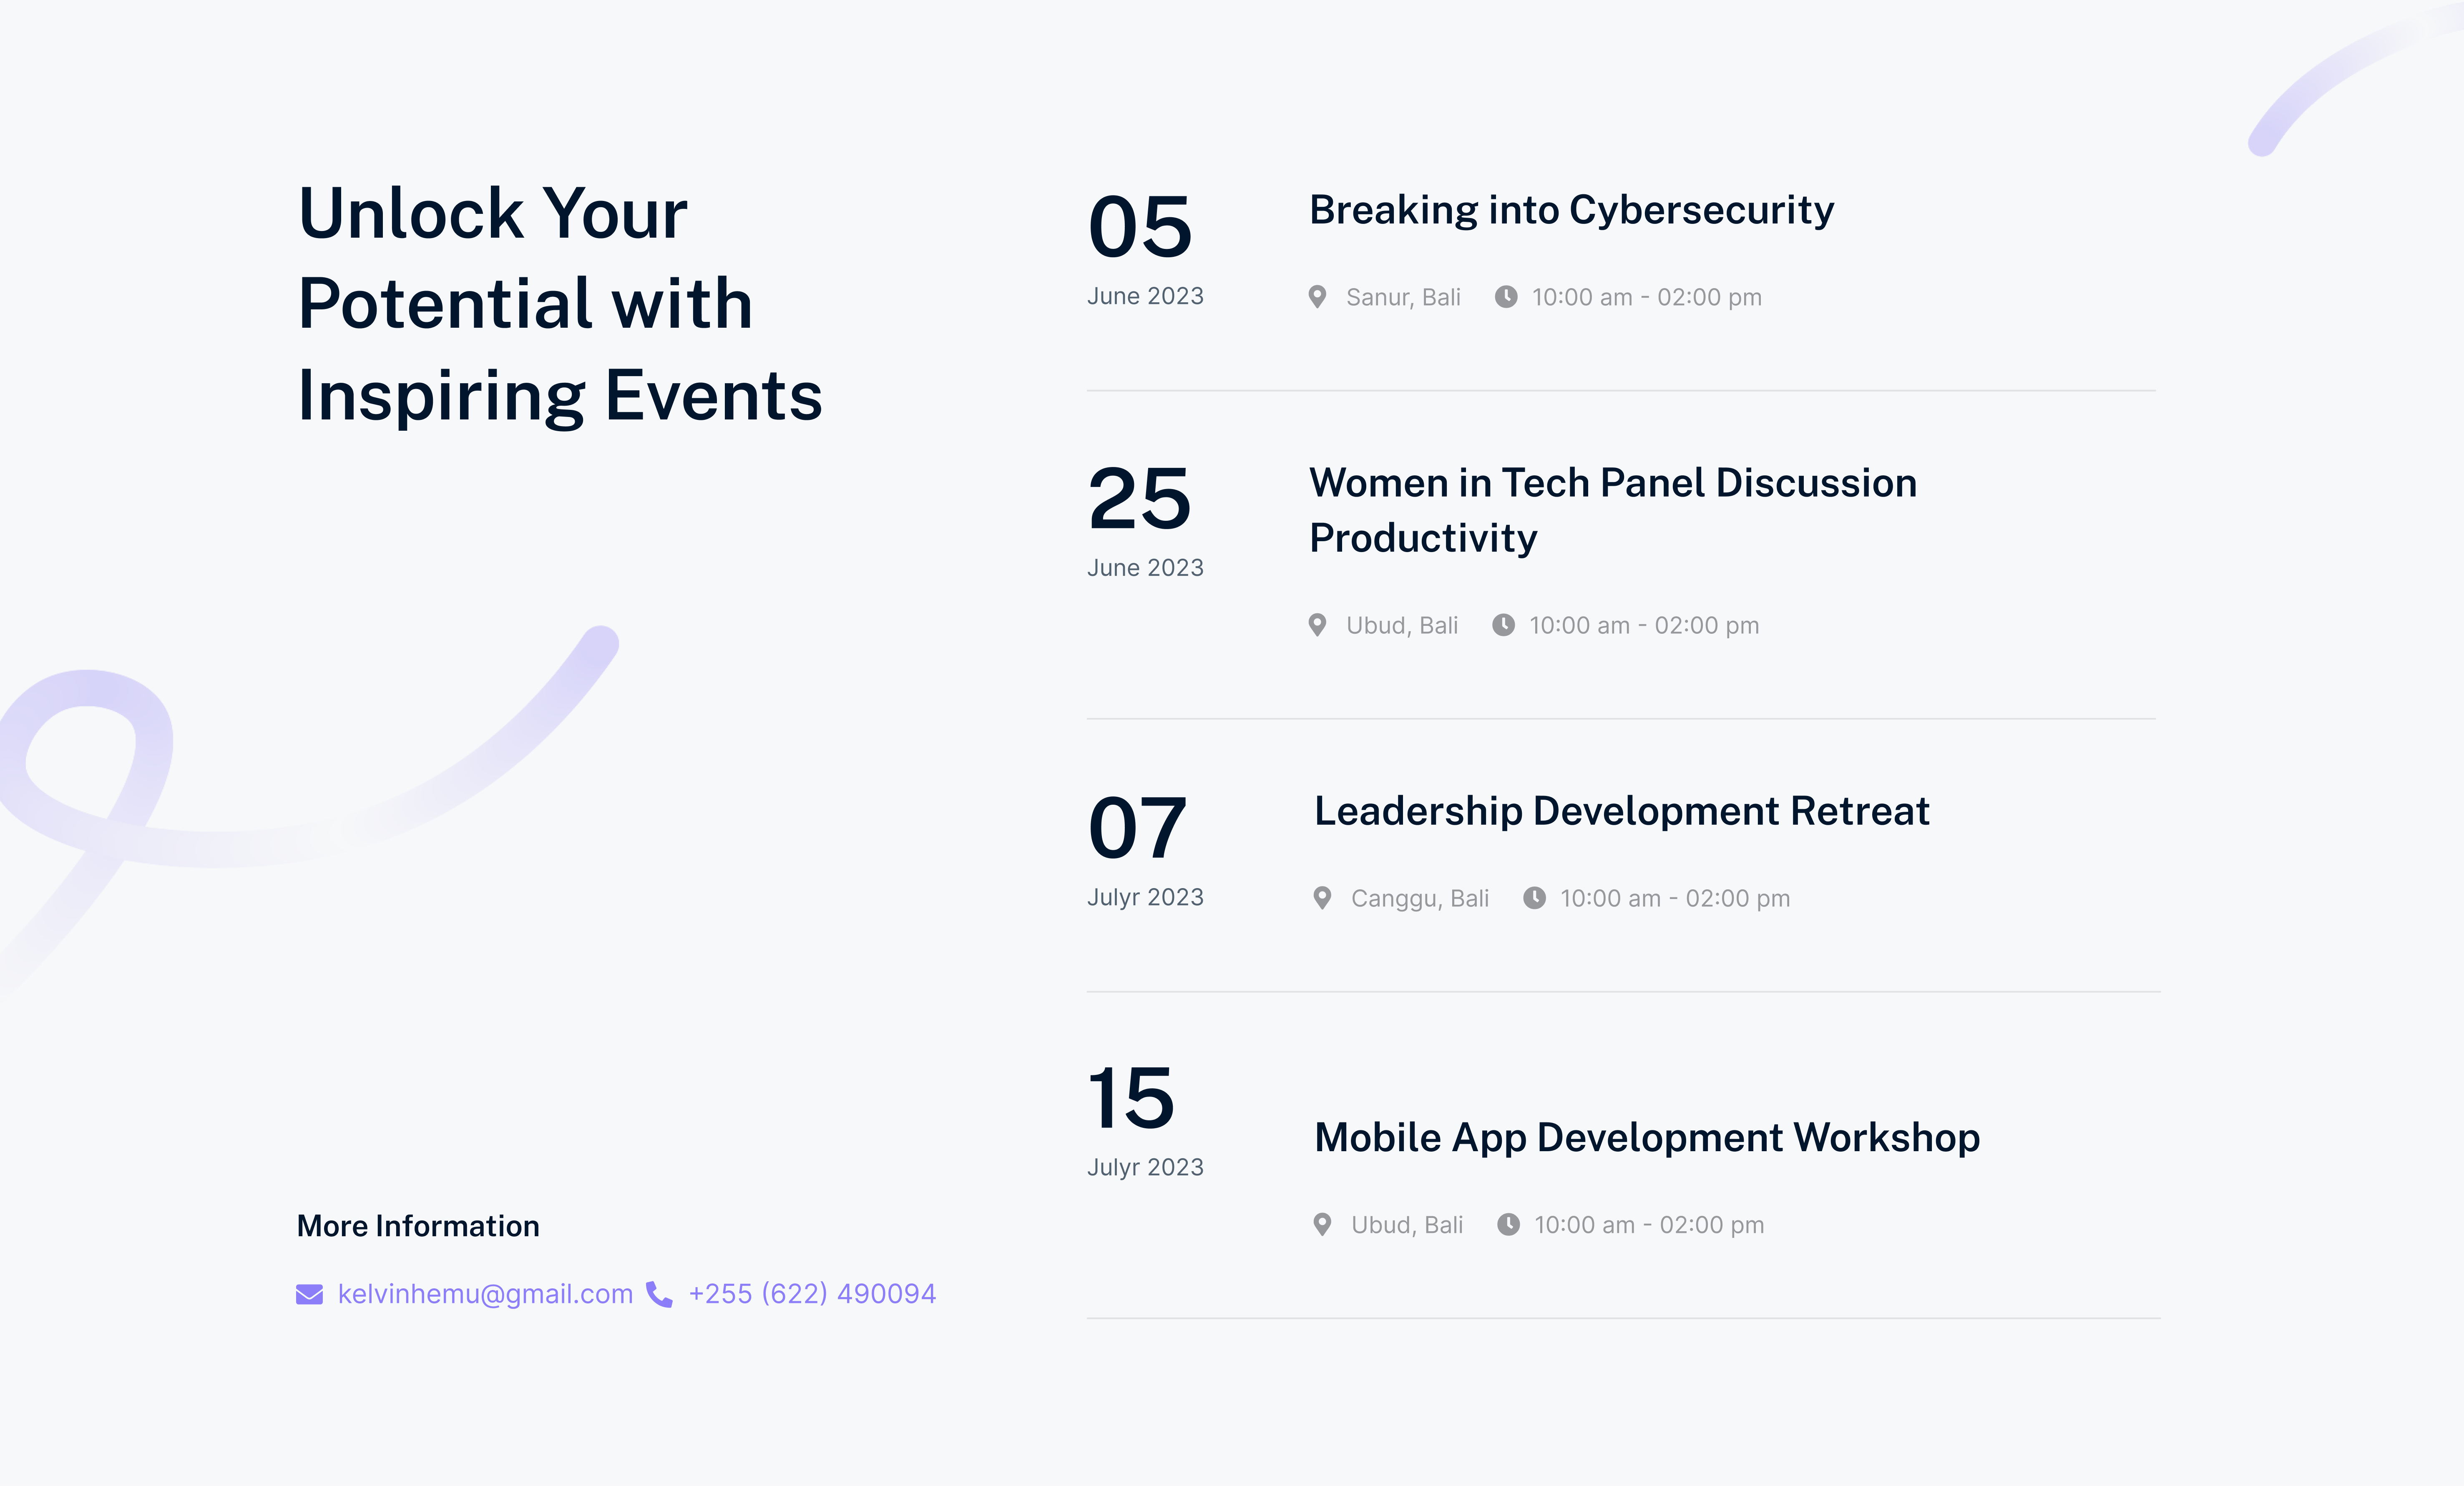 Unlock Your
Potential with
Inspiring Events
More Information
kelvinhemu@gmail.com +255 (622) 490094
05
June 2023
Breaking into Cybersecurity
Sanur, Bali 10:00 am - 02:00 pm
25
June 2023
Women in Tech Panel Discussion
Productivity
Ubud, Bali 10:00 am - 02:00 pm
07
Julyr 2023
Leadership Development Retreat
Canggu, Bali 10:00 am - 02:00 pm
15
Julyr 2023
Mobile App Development Workshop
Ubud, Bali 10:00 am - 02:00 pm